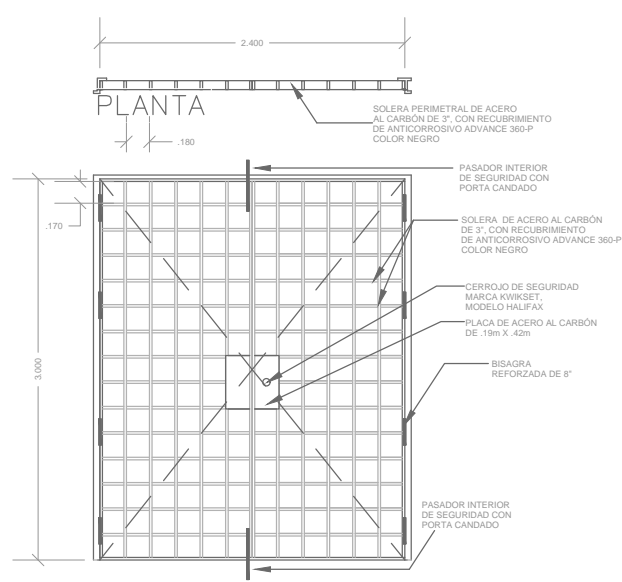 2.400
PLANTA
SOLERA PERIMETRAL DE ACERO
AL CARBÓN DE 3", CON RECUBRIMIENTO
DE ANTICORROSIVO ADVANCE 360-P
COLOR NEGRO
.180
PASADOR INTERIOR
DE SEGURIDAD CON
PORTA CANDADO
.170
SOLERA DE ACERO AL CARBÓN
DE 3", CON RECUBRIMIENTO
DE ANTICORROSIVO ADVANCE 360-P
COLOR NEGRO
CERROJO DE SEGURIDAD
MARCA KWIKSET,
MODELO HALIFAX
PLACA DE ACERO AL CARBÓN
DE .19m X .42m
3.000
BISAGRA
REFORZADA DE 8"
PASADOR INTERIOR
DE SEGURIDAD CON
PORTA CANDADO